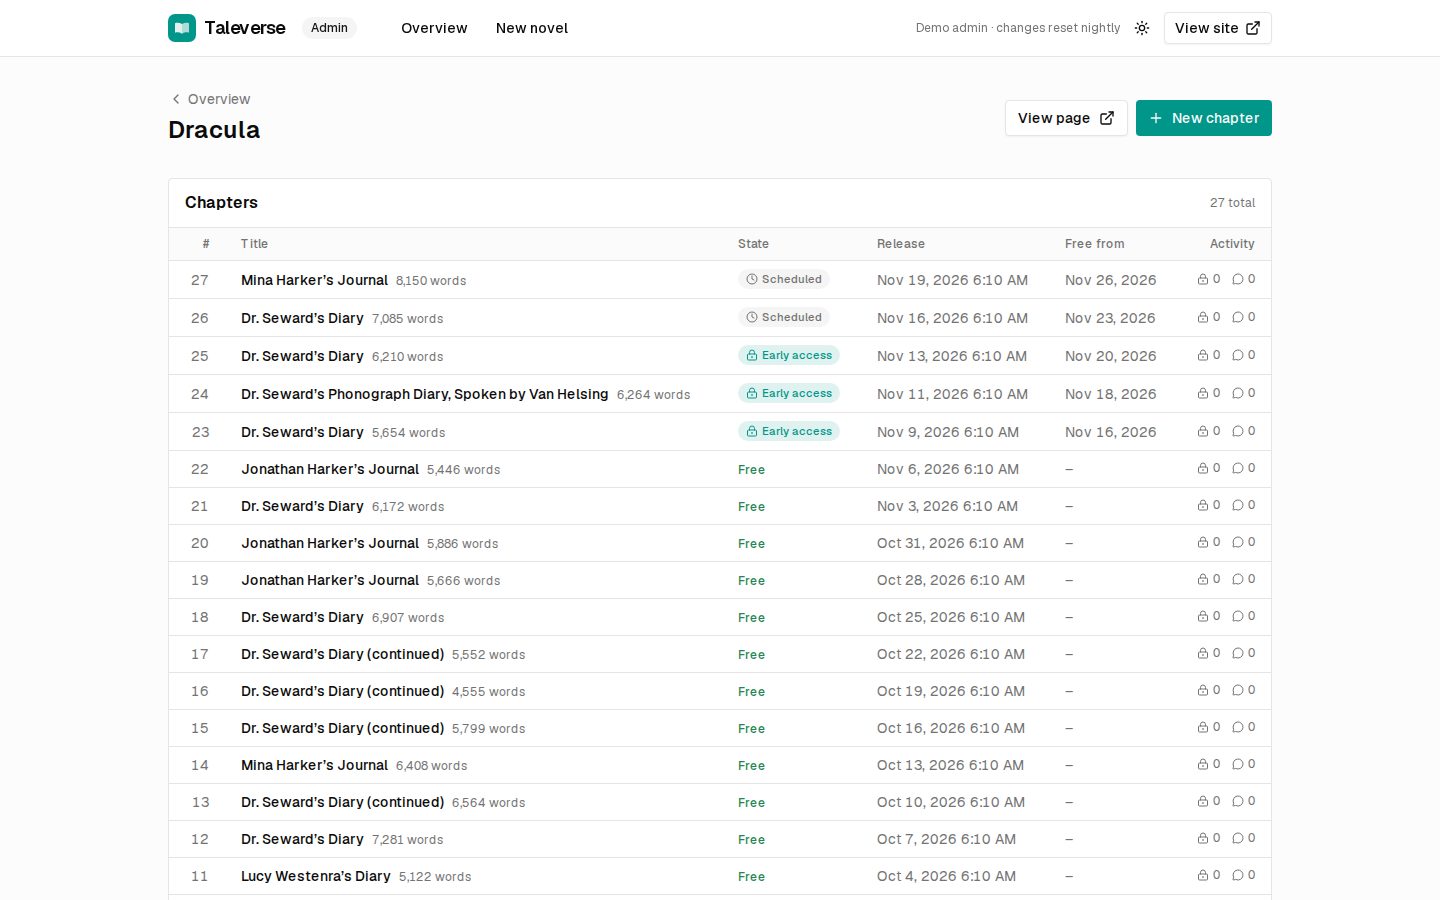 Taleverse Admin Overview New novel Demo admin · changes reset nightly View site
Overview
Dracula
View page New chapter
Chapters 27 total
# Title State Release Free from Activity
27 Mina Harker’s Journal 8,150 words Scheduled Nov 19, 2026 6:10 AM Nov 26, 2026 0 0
26 Dr. Seward’s Diary 7,085 words Scheduled Nov 16, 2026 6:10 AM Nov 23, 2026 0 0
25 Dr. Seward’s Diary 6,210 words Early access Nov 13, 2026 6:10 AM Nov 20, 2026 0 0
24 Dr. Seward’s Phonograph Diary, Spoken by Van Helsing 6,264 words Early access Nov 11, 2026 6:10 AM Nov 18, 2026 0 0
23 Dr. Seward’s Diary 5,654 words Early access Nov 9, 2026 6:10 AM Nov 16, 2026 0 0
22 Jonathan Harker’s Journal 5,446 words Free Nov 6, 2026 6:10 AM – 0 0
21 Dr. Seward’s Diary 6,172 words Free Nov 3, 2026 6:10 AM – 0 0
20 Jonathan Harker’s Journal 5,886 words Free Oct 31, 2026 6:10 AM – 0 0
19 Jonathan Harker’s Journal 5,666 words Free Oct 28, 2026 6:10 AM – 0 0
18 Dr. Seward’s Diary 6,907 words Free Oct 25, 2026 6:10 AM – 0 0
17 Dr. Seward’s Diary (continued) 5,552 words Free Oct 22, 2026 6:10 AM – 0 0
16 Dr. Seward’s Diary (continued) 4,555 words Free Oct 19, 2026 6:10 AM – 0 0
15 Dr. Seward’s Diary (continued) 5,799 words Free Oct 16, 2026 6:10 AM – 0 0
14 Mina Harker’s Journal 6,408 words Free Oct 13, 2026 6:10 AM – 0 0
13 Dr. Seward’s Diary (continued) 6,564 words Free Oct 10, 2026 6:10 AM – 0 0
12 Dr. Seward’s Diary 7,281 words Free Oct 7, 2026 6:10 AM – 0 0
11 Lucy Westenra’s Diary 5,122 words Free Oct 4, 2026 6:10 AM – 0 0